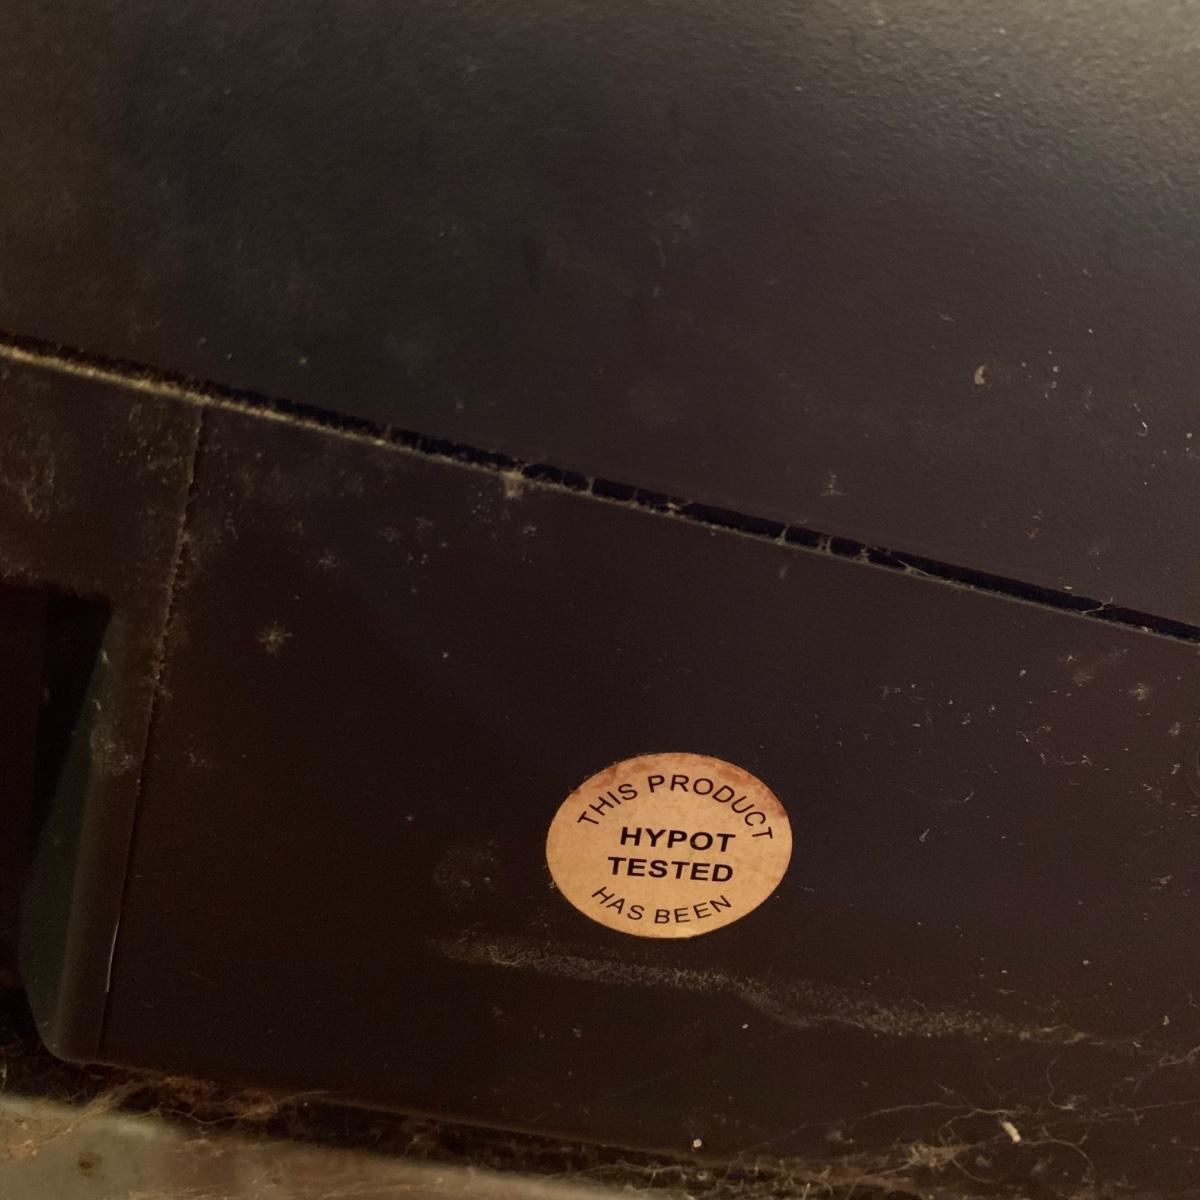 THIS PRODUCT
HYPOT
TESTED
HAS BEEN